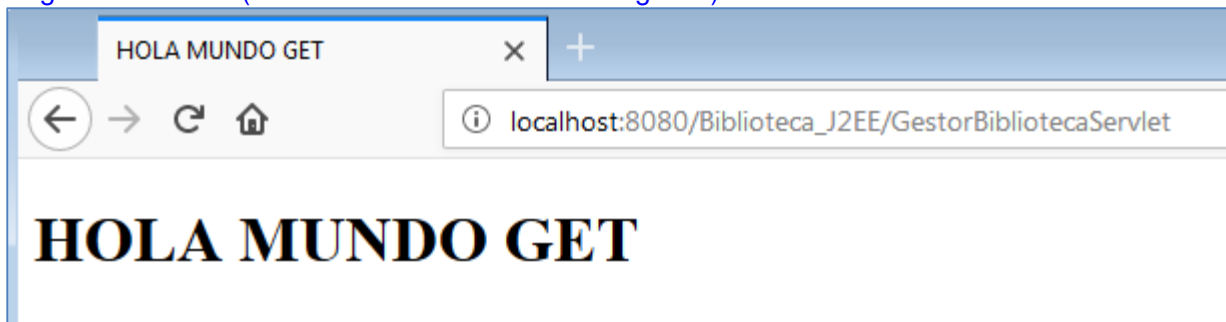 HOLA MUNDO GET
localhost:8080/Biblioteca_J2EE/GestorBibliotecaServlet
HOLA MUNDO GET